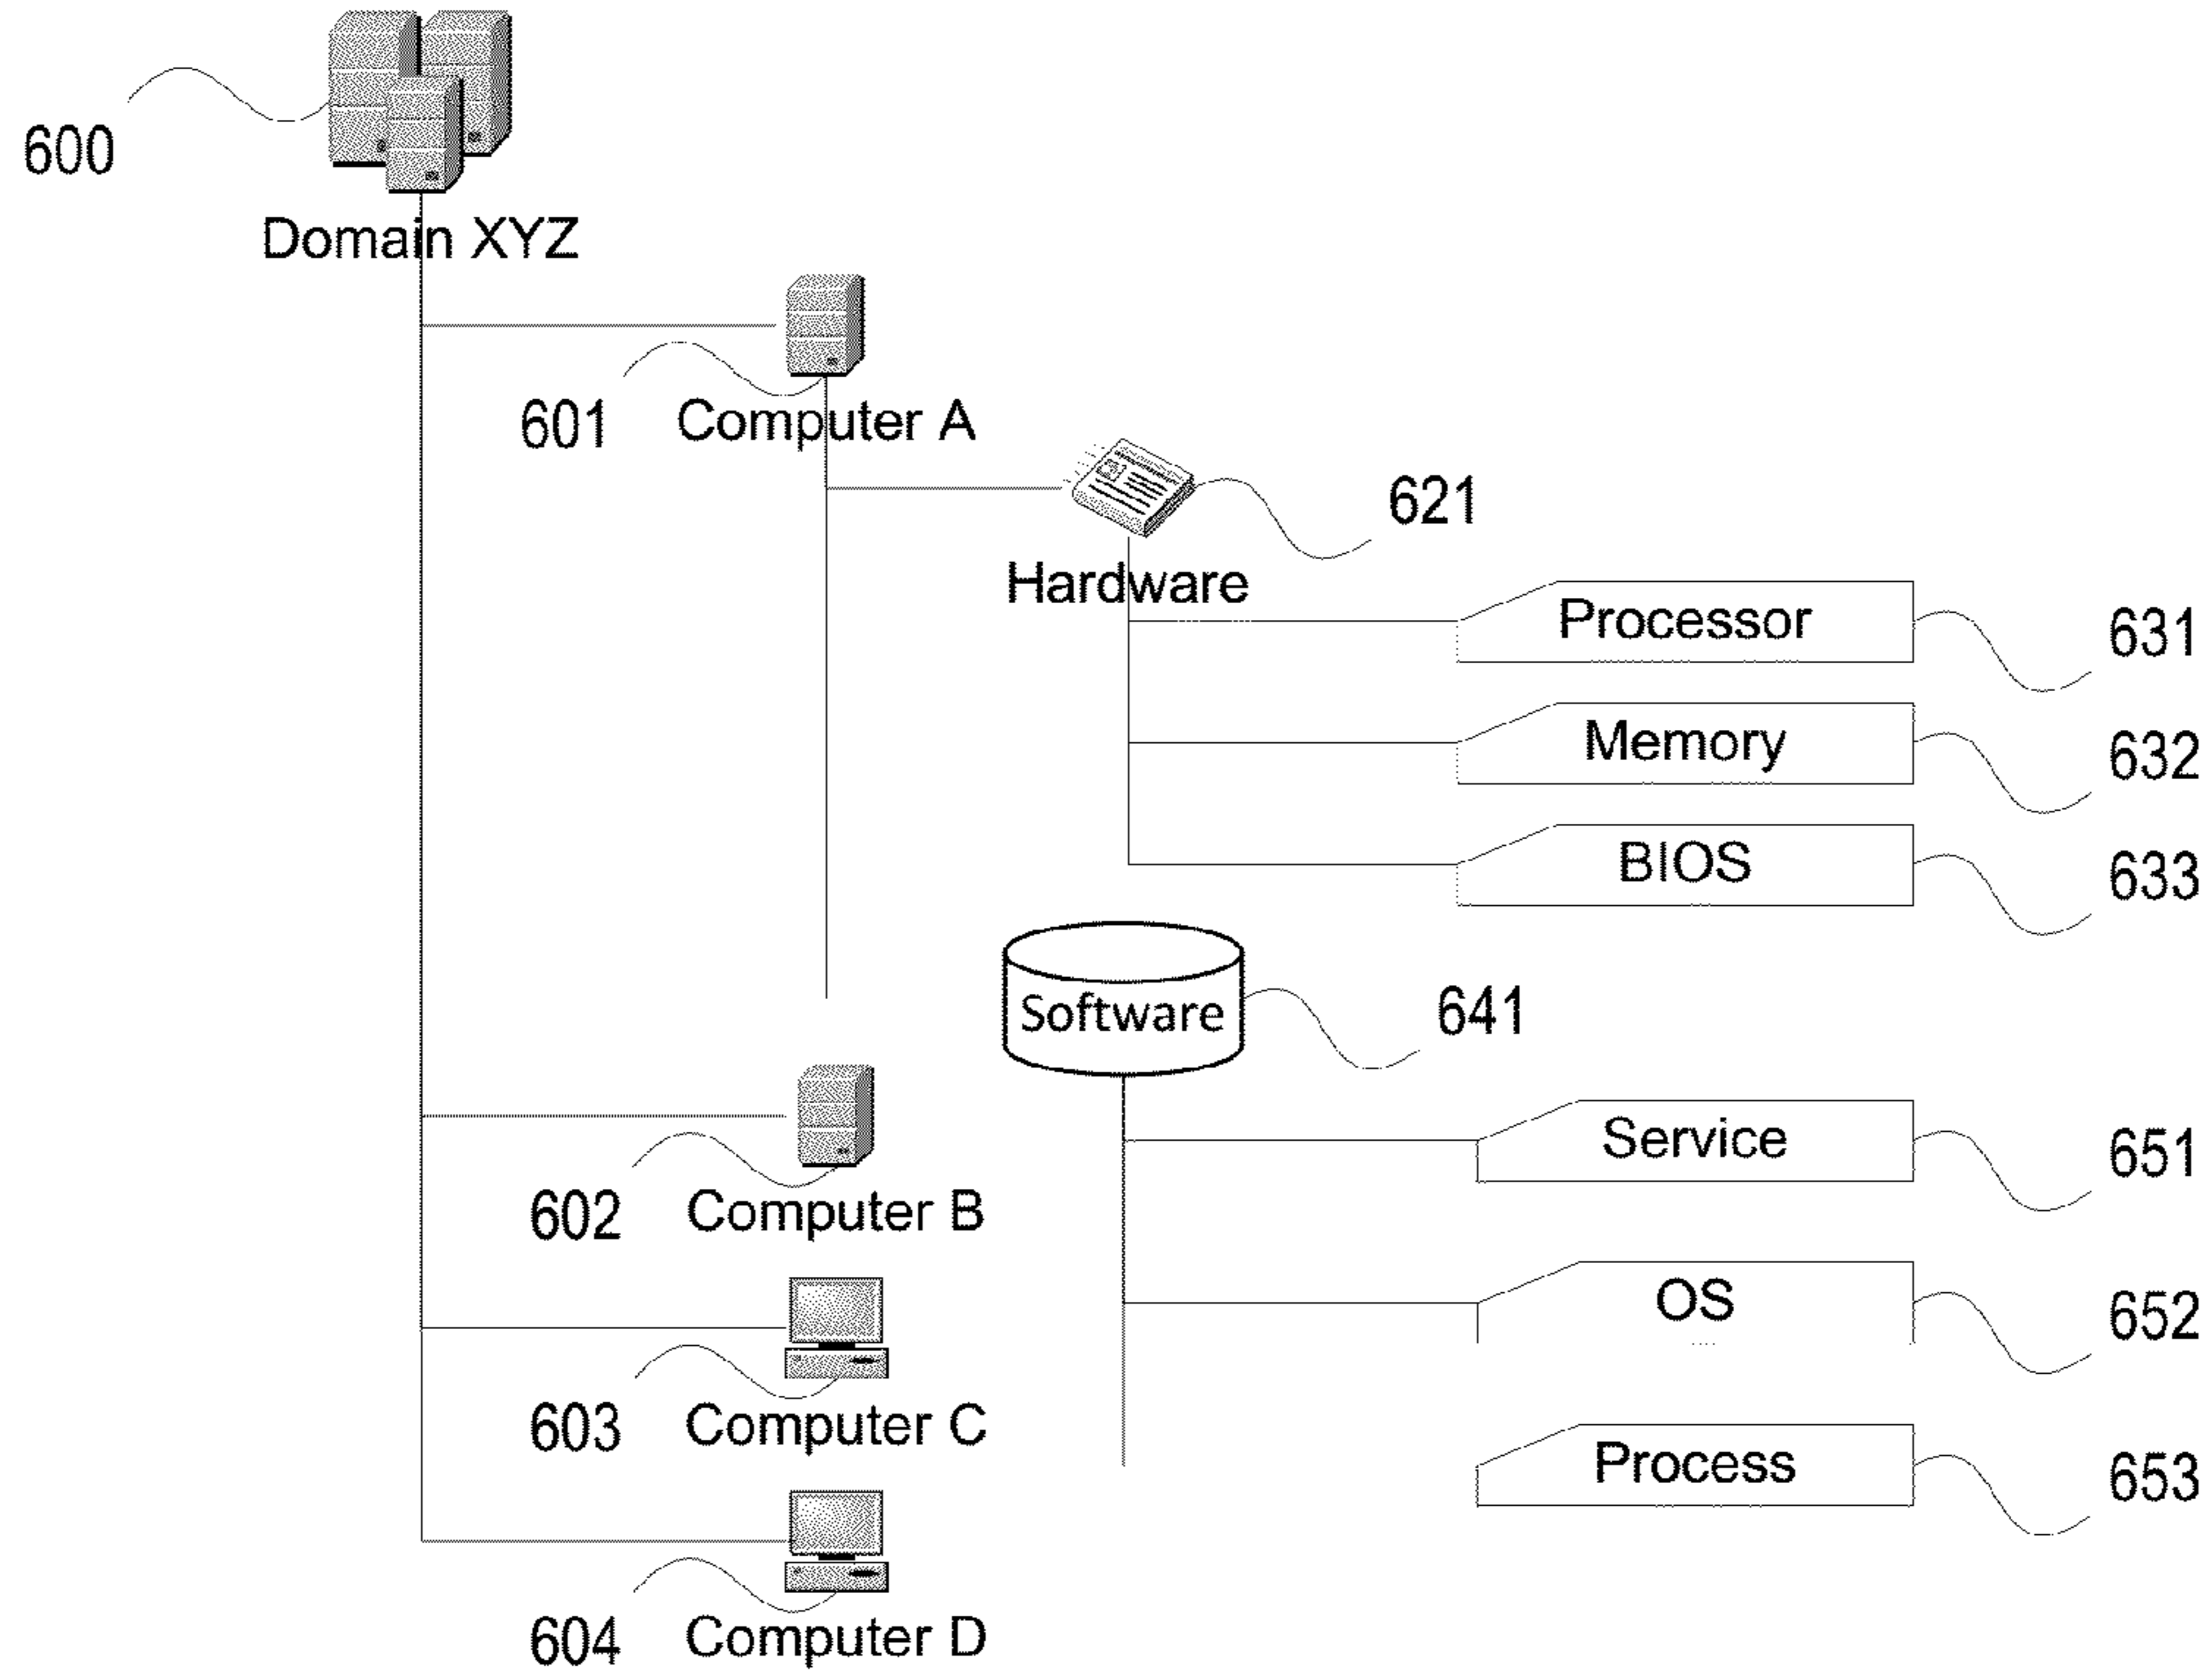 600
Domain XYZ
601
Computer A
621
Hardware
Processor
631
Memory
632
BIOS
633
Software
641
Service
651
602
Computer B
OS
652
603
Computer C
Process
653
604
Computer D